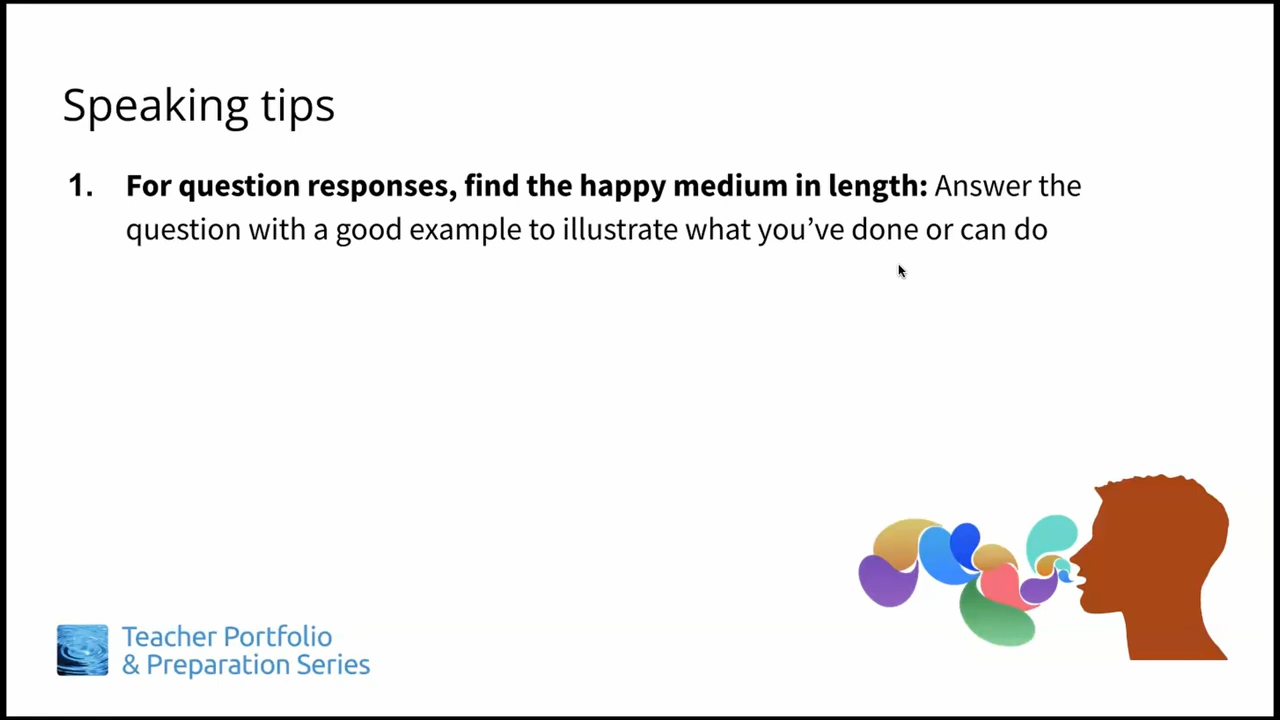 Speaking tips
1. For question responses, find the happy medium in length: Answer the
question with a good example to illustrate what you’ve done or can do
Teacher Portfolio
& Preparation Series